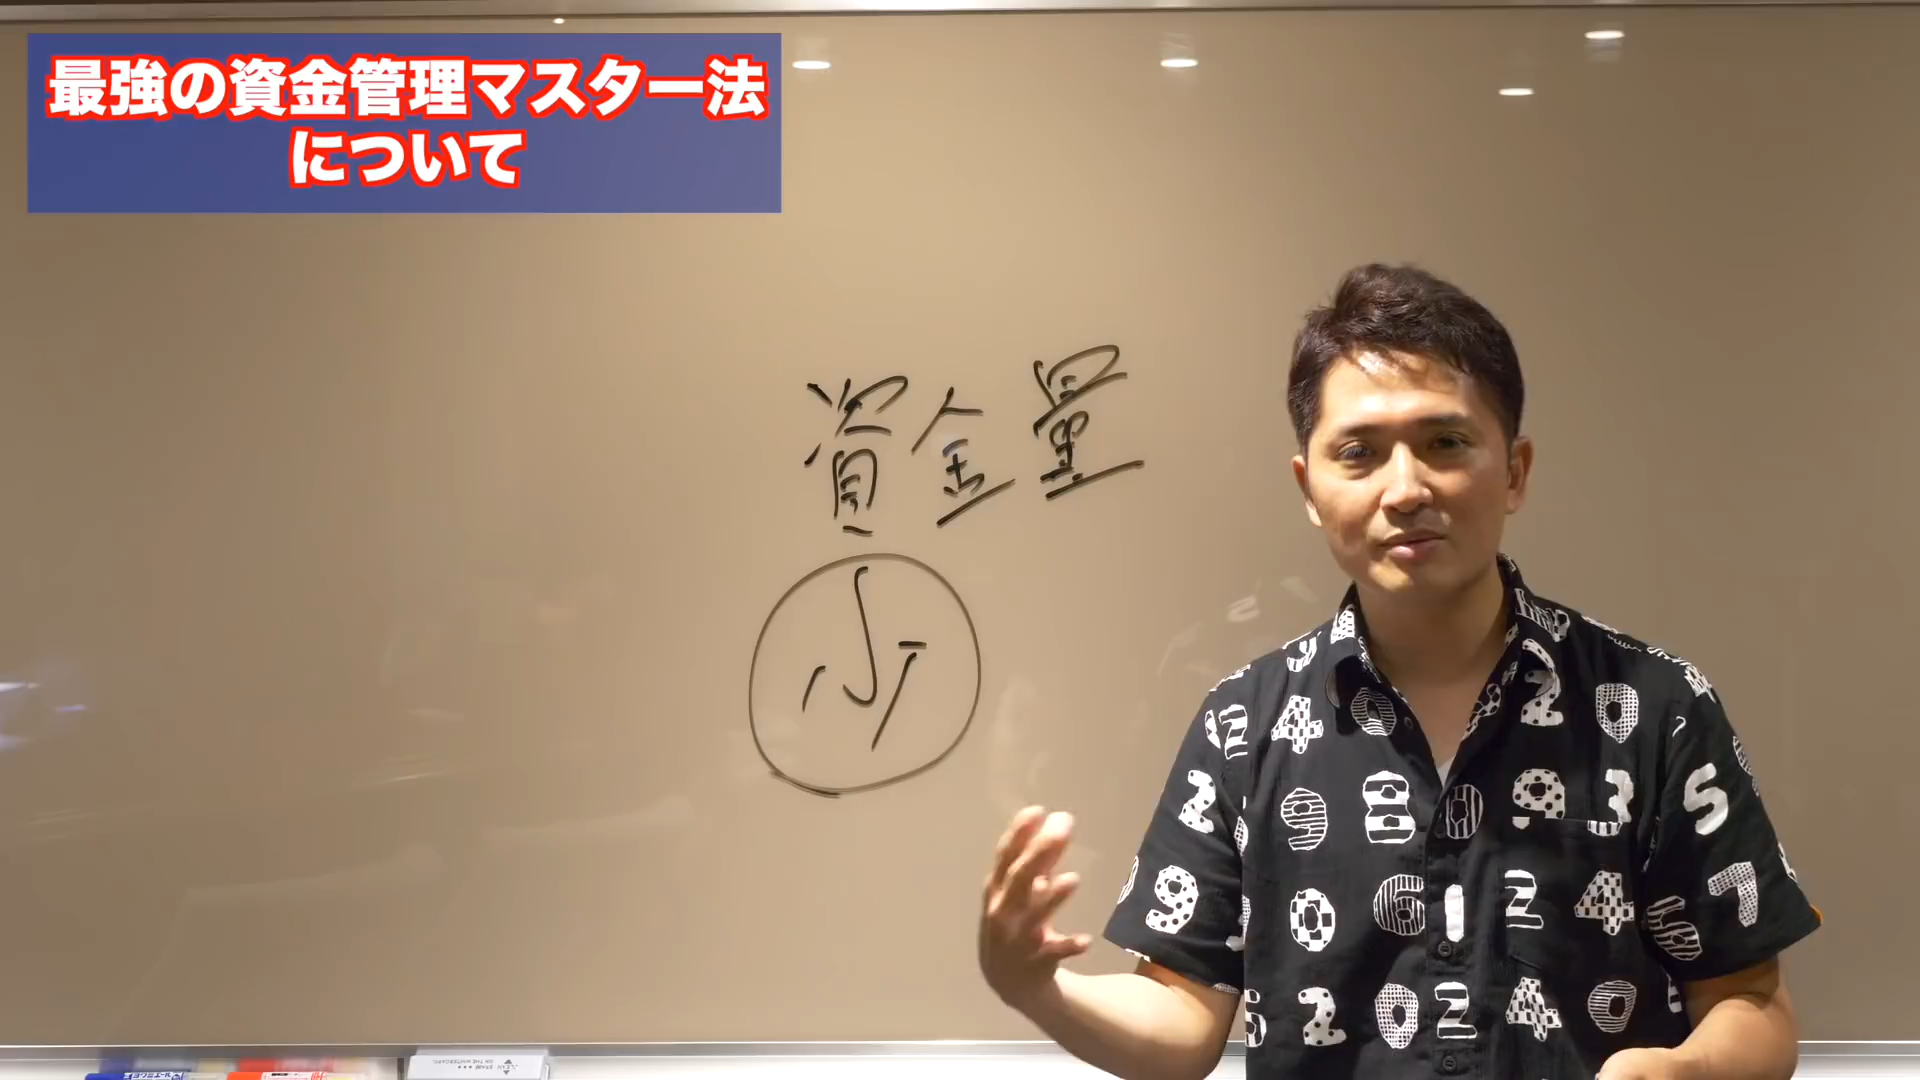 最強の資金管理マスター法
について
資金量
少